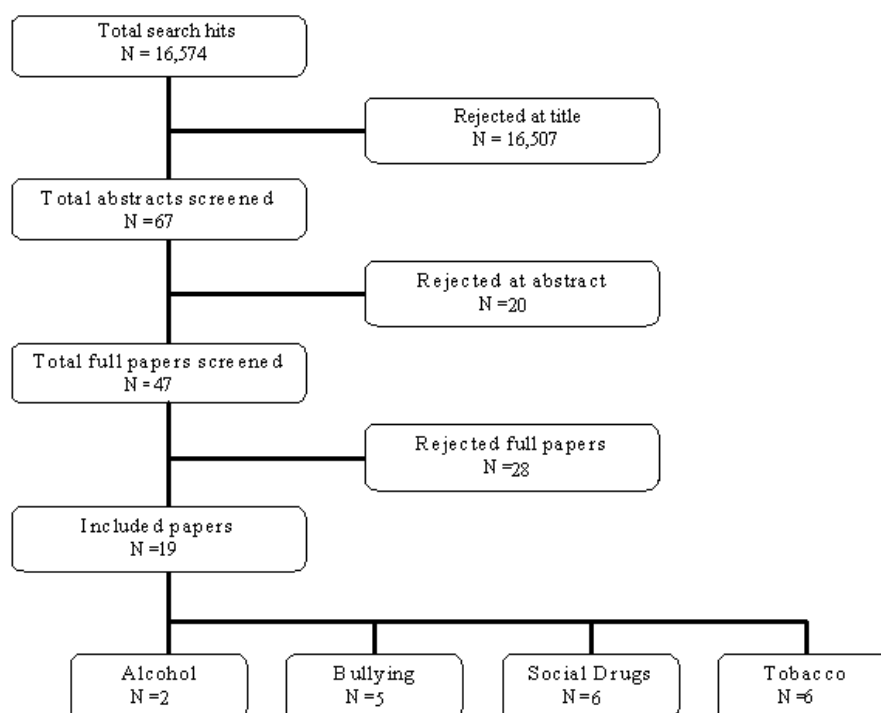 Total search hits
N = 16,574
Rejected at title
N = 16,507
Total abstracts screened
N =67
Rejected at abstract
N =20
Total full papers screened
N =47
Rejected full papers
N =28
Included papers
N =19
Alcohol
N =2
Bullying
N =5
Social Drugs
N =6
Tobacco
N =6